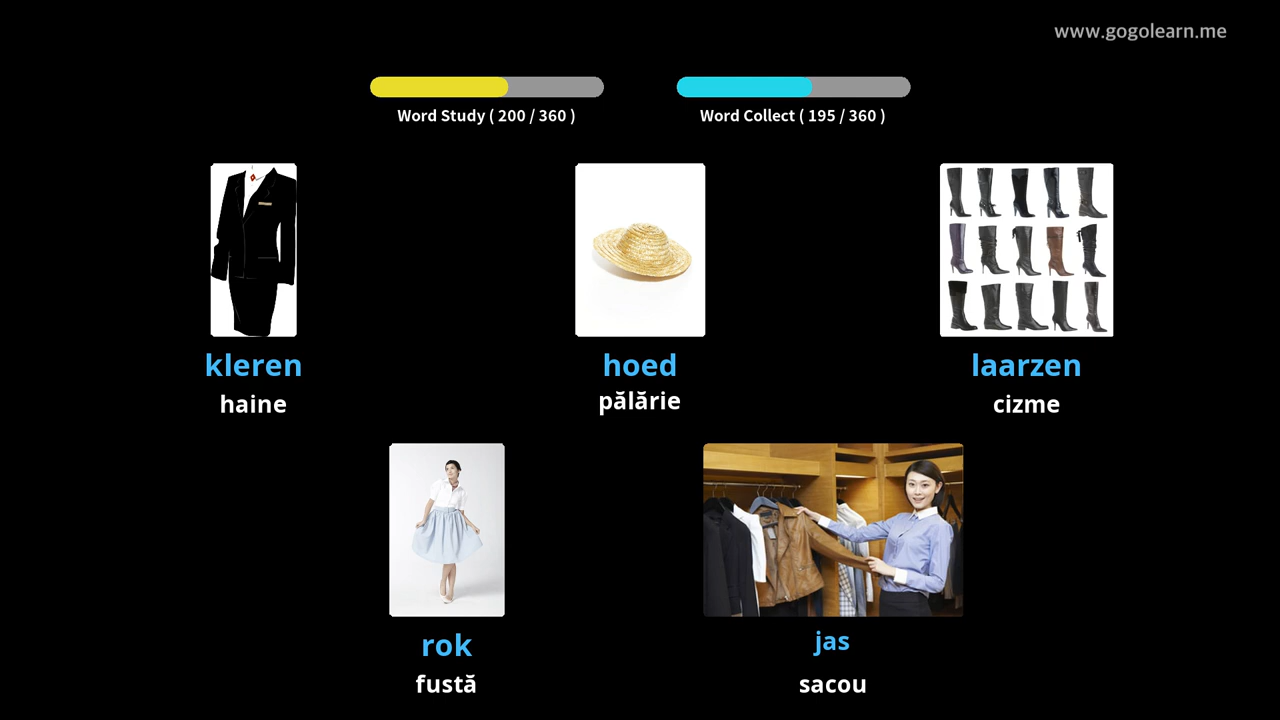 www.gogolearn.me
Word Study ( 200 / 360 )
Word Collect ( 195 / 360 )
kleren
haine
hoed
pălărie
laarzen
cizme
rok
fustă
jas
sacou